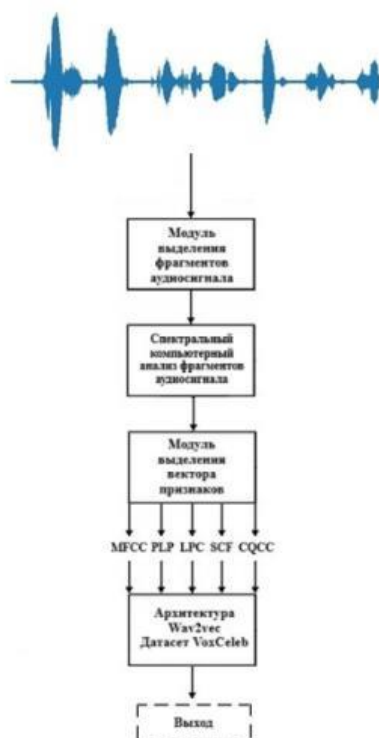 Модуль
выделения
фрагментов
аудиосигнала
Спектральный
компьютерный
анализ фрагментов
аудиосигнала
Модуль
выделения
вектора
признаков
MFCC PLP LPC SCF CQCC
Архитектура
Wav2vec
Датасет VoxCeleb
Выход